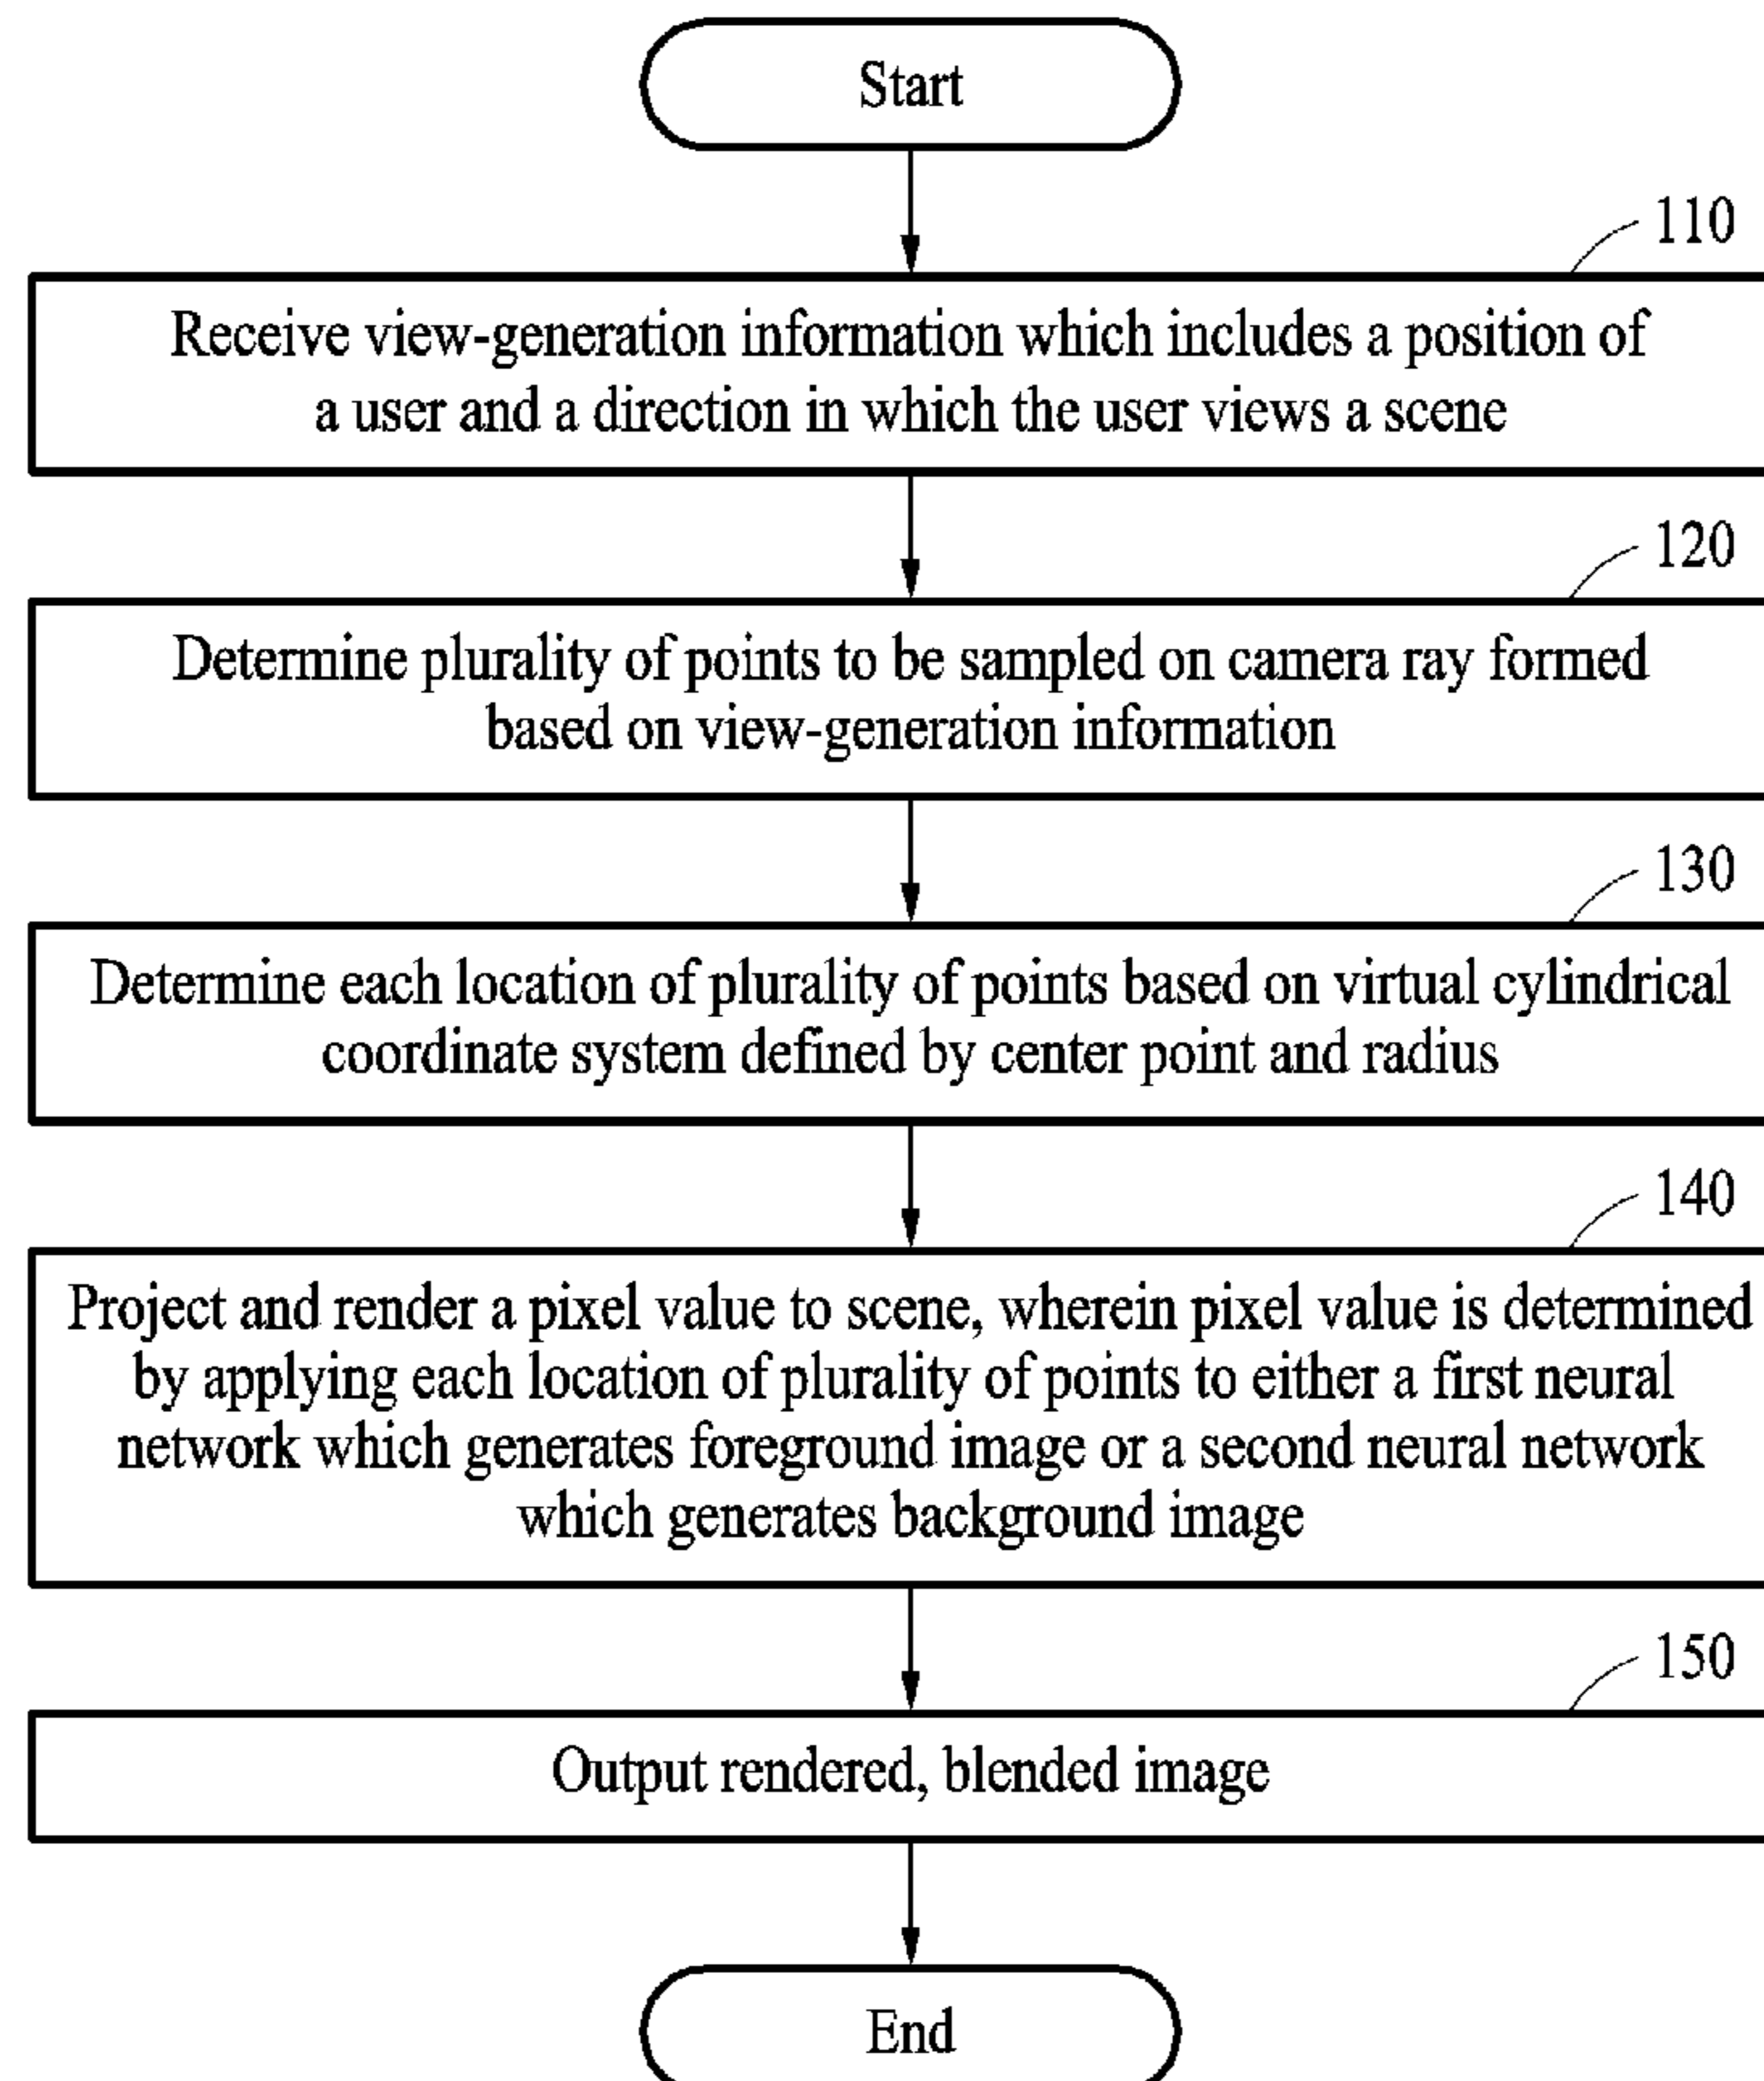 Start
110
Receive view-generation information which includes a position of
a user and a direction in which the user views a scene
120
Determine plurality of points to be sampled on camera ray formed
based on view-generation information
130
Determine each location of plurality of points based on virtual cylindrical
coordinate system defined by center point and radius
140
Project and render a pixel value to scene, wherein pixel value is determined
by applying each location of plurality of points to either a first neural
network which generates foreground image or a second neural network
which generates background image
150
Output rendered, blended image
End